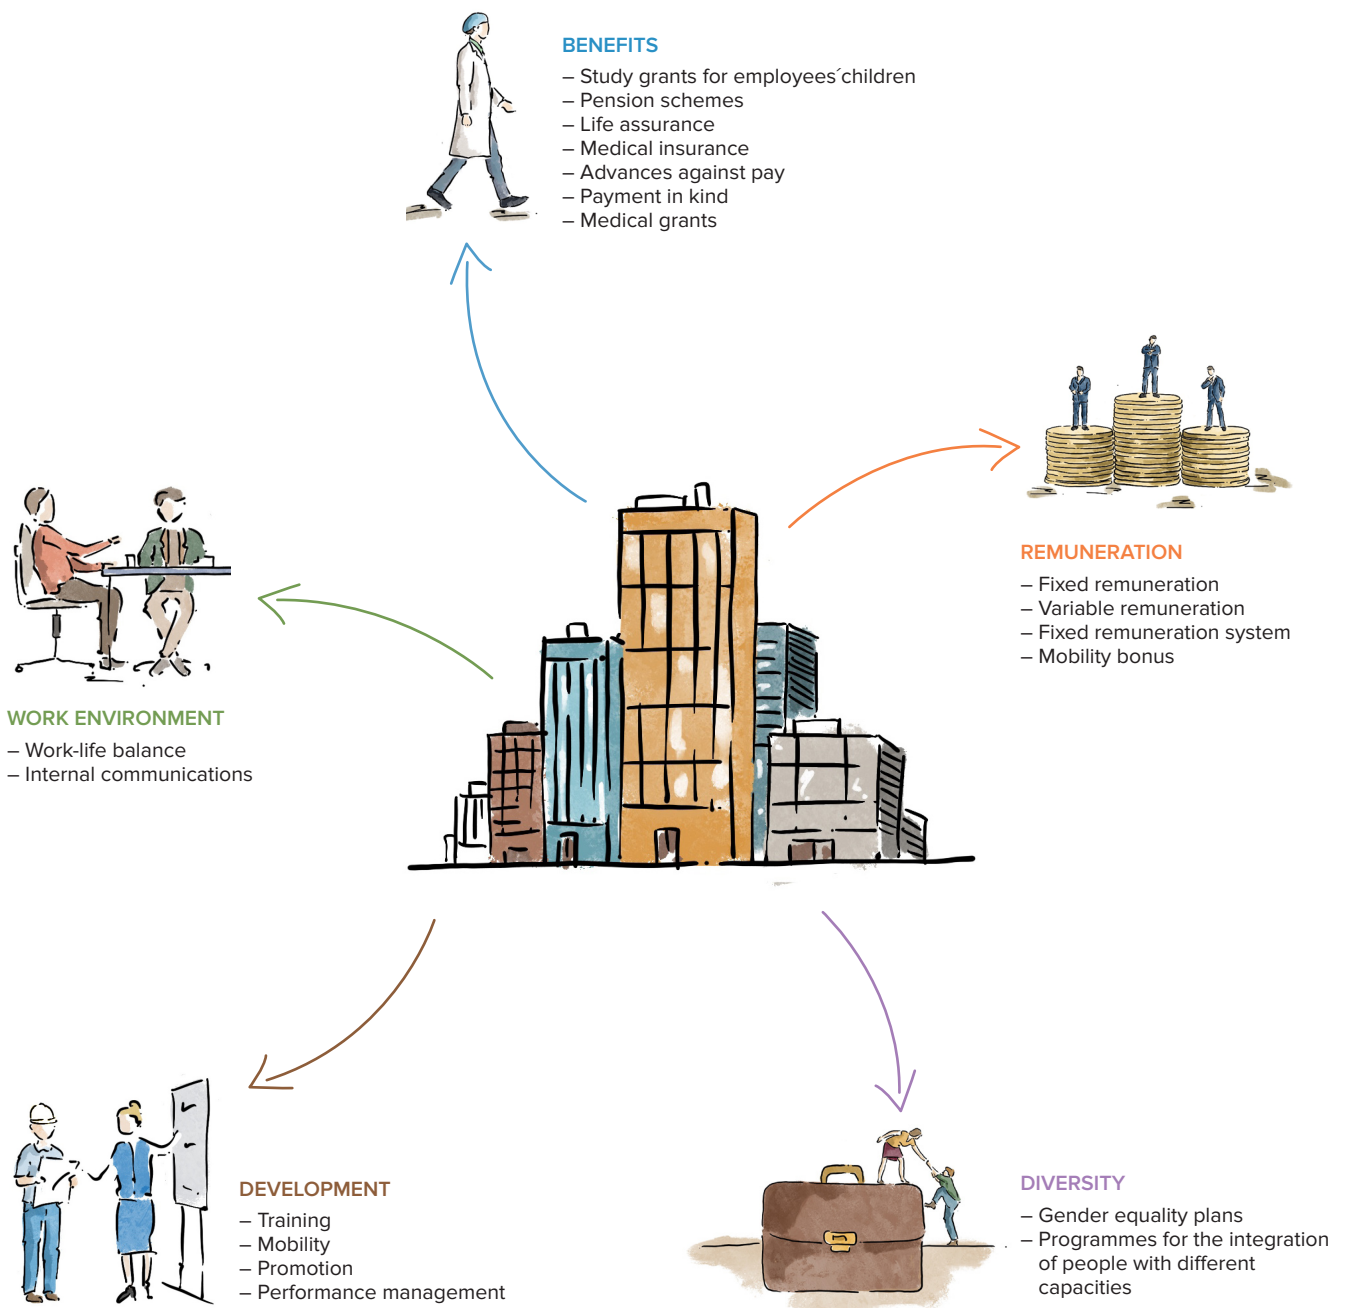 BENEFITS
– Study grants for employees´children
– Pension schemes
– Life assurance
– Medical insurance
– Advances against pay
– Payment in kind
– Medical grants
REMUNERATION
– Fixed remuneration
– Variable remuneration
– Fixed remuneration system
– Mobility bonus
WORK ENVIRONMENT
– Work-life balance
– Internal communications
DEVELOPMENT
– Training
– Mobility
– Promotion
– Performance management
DIVERSITY
– Gender equality plans
– Programmes for the integration
of people with different
capacities